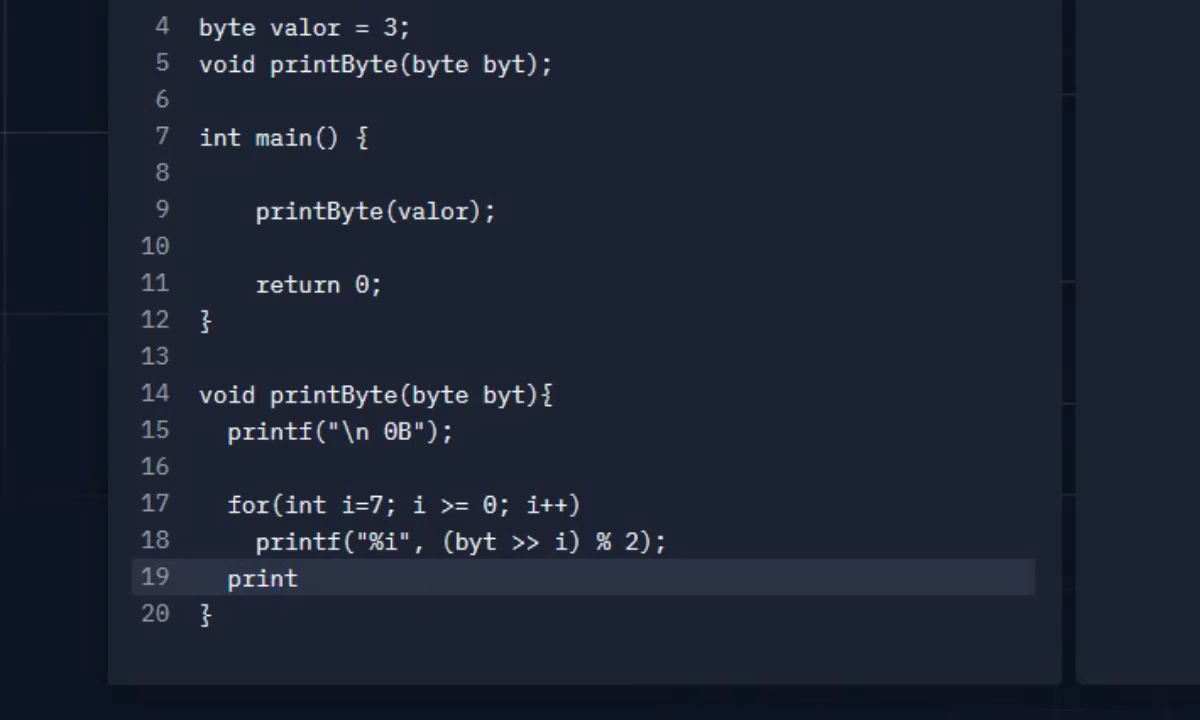 4 byte valor = 3;
5 void printByte(byte byt);
6
7 int main() {
8
9     printByte(valor);
10
11     return 0;
12 }
13
14 void printByte(byte byt){
15   printf("\n 0B");
16
17   for(int i=7; i >= 0; i++)
18     printf("%i", (byt >> i) % 2);
19   print
20 }